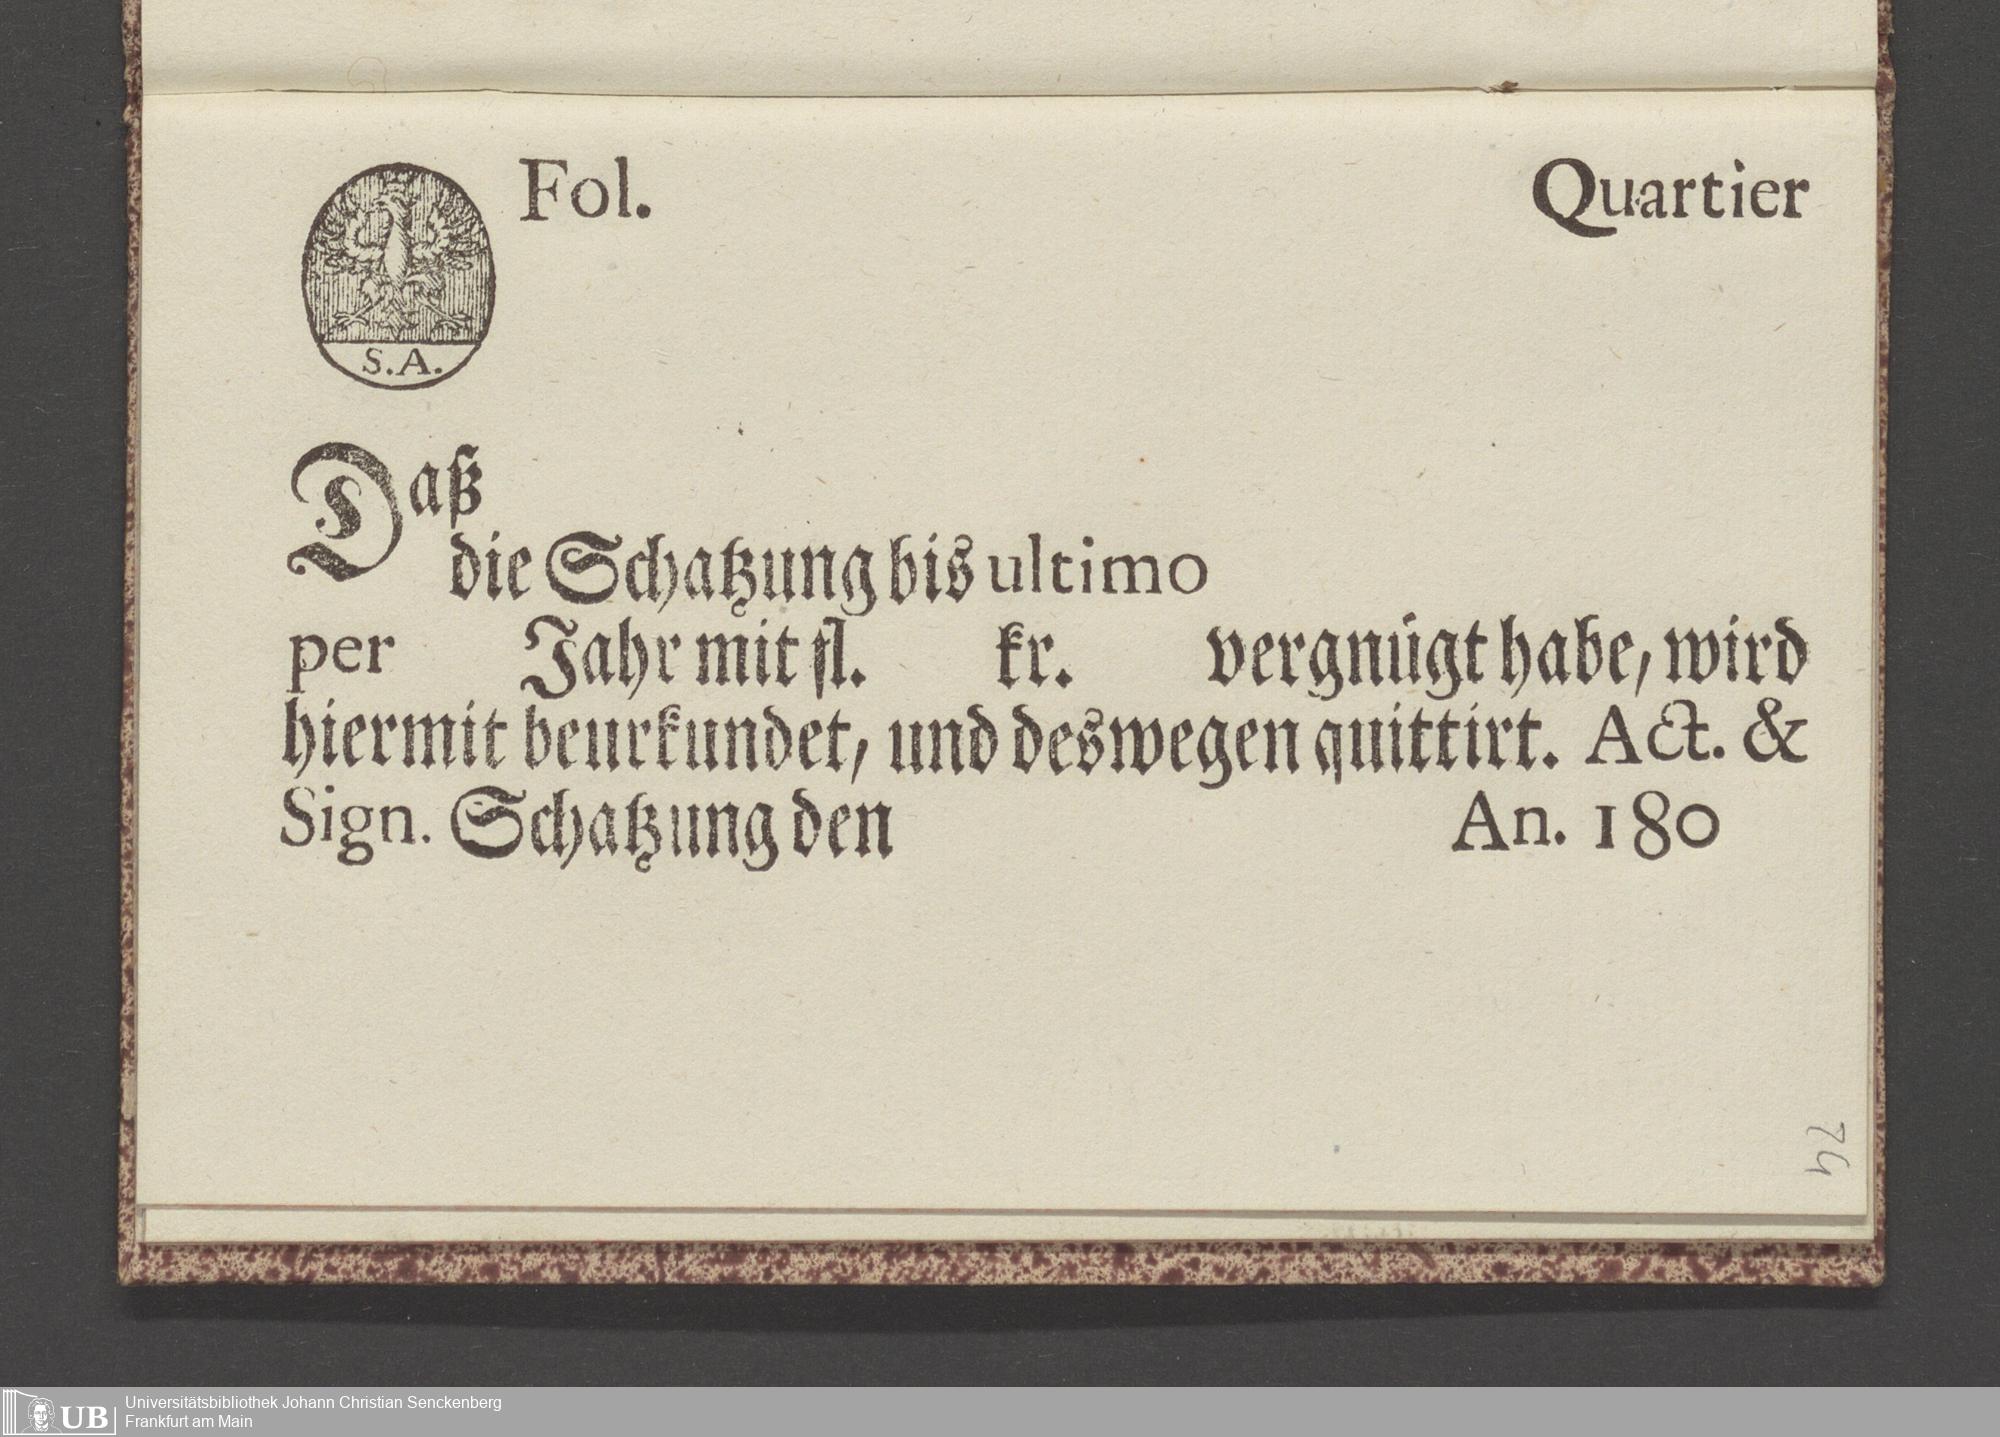 Fol. Quartier
S.A.
Daß
die Schatzung bis ultimo
per Jahr mit fl. kr. vergnügt habe, wird
hiermit beurkundet, und deswegen quittirt. Act. &
Sign. Schatzung den An. 180
74
Universitätsbibliothek Johann Christian Senckenberg
UB Frankfurt am Main